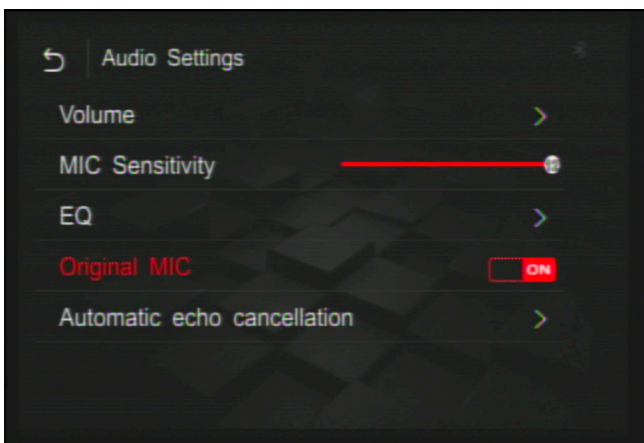 Audio Settings
Volume
MIC Sensitivity
EQ
Original MIC
ON
Automatic echo cancellation